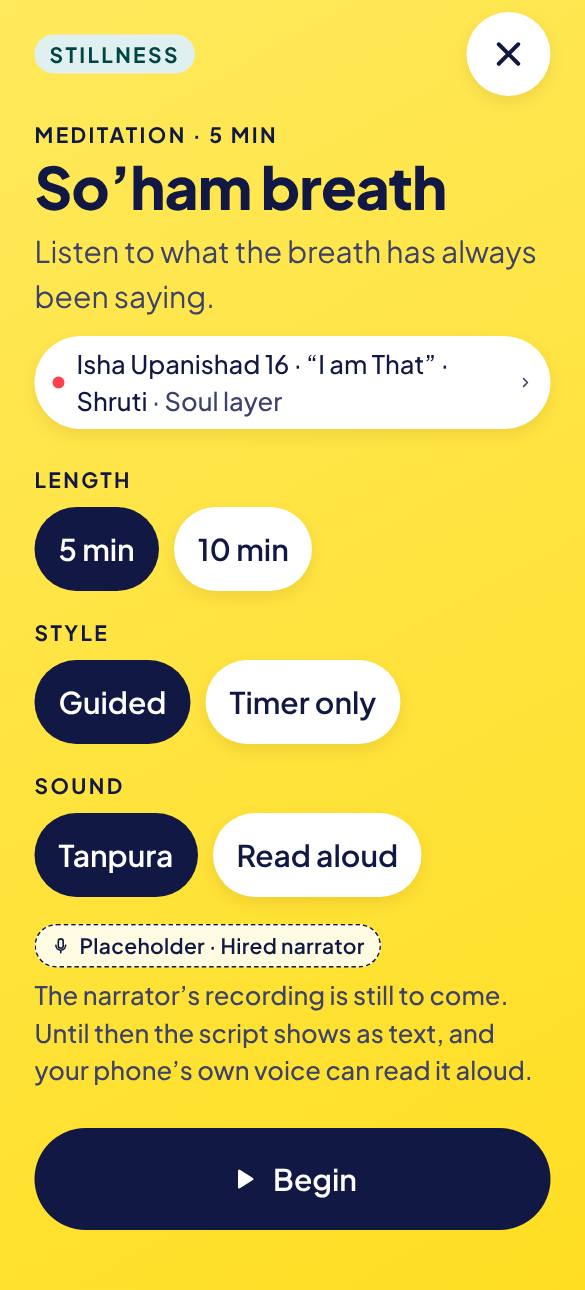 STILLNESS
MEDITATION · 5 MIN
So’ham breath
Listen to what the breath has always
been saying.
Isha Upanishad 16 · “I am That” ·
Shruti · Soul layer
LENGTH
5 min
10 min
STYLE
Guided
Timer only
SOUND
Tanpura
Read aloud
Placeholder · Hired narrator
The narrator’s recording is still to come.
Until then the script shows as text, and
your phone’s own voice can read it aloud.
Begin